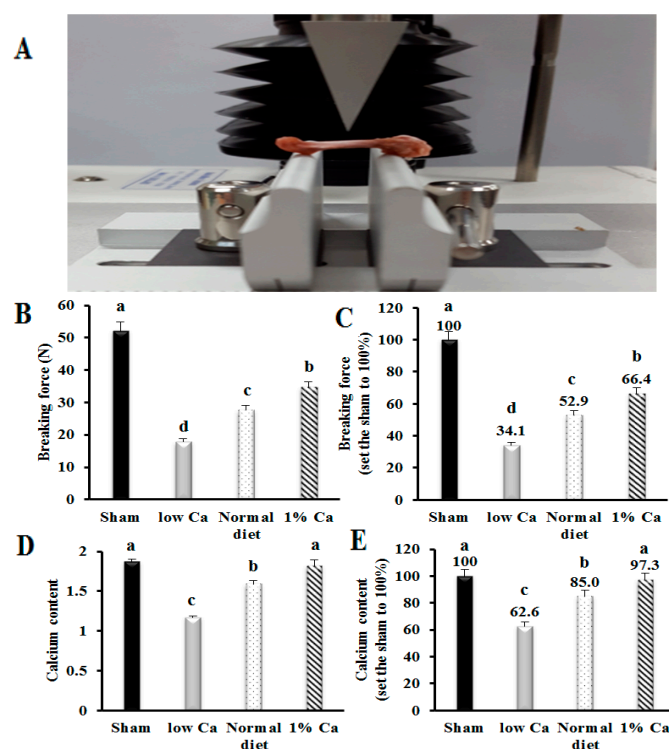 A
B
Breaking force (N)
60
50
40
30
20
10
0
a
d
c
b
Sham
low Ca
Normal
diet
1% Ca
C
Breaking force
(set the sham to 100%)
120
100
80
60
40
20
0
a
100
d
34.1
c
52.9
b
66.4
Sham
low Ca
Normal
diet
1% Ca
D
Calcium content
2
1.5
1
0.5
0
a
c
b
a
Sham
low Ca
Normal
diet
1% Ca
E
Calcium content
(set the sham to 100%)
120
100
80
60
40
20
0
a
100
c
62.6
b
85.0
a
97.3
Sham
low Ca
Normal
diet
1% Ca